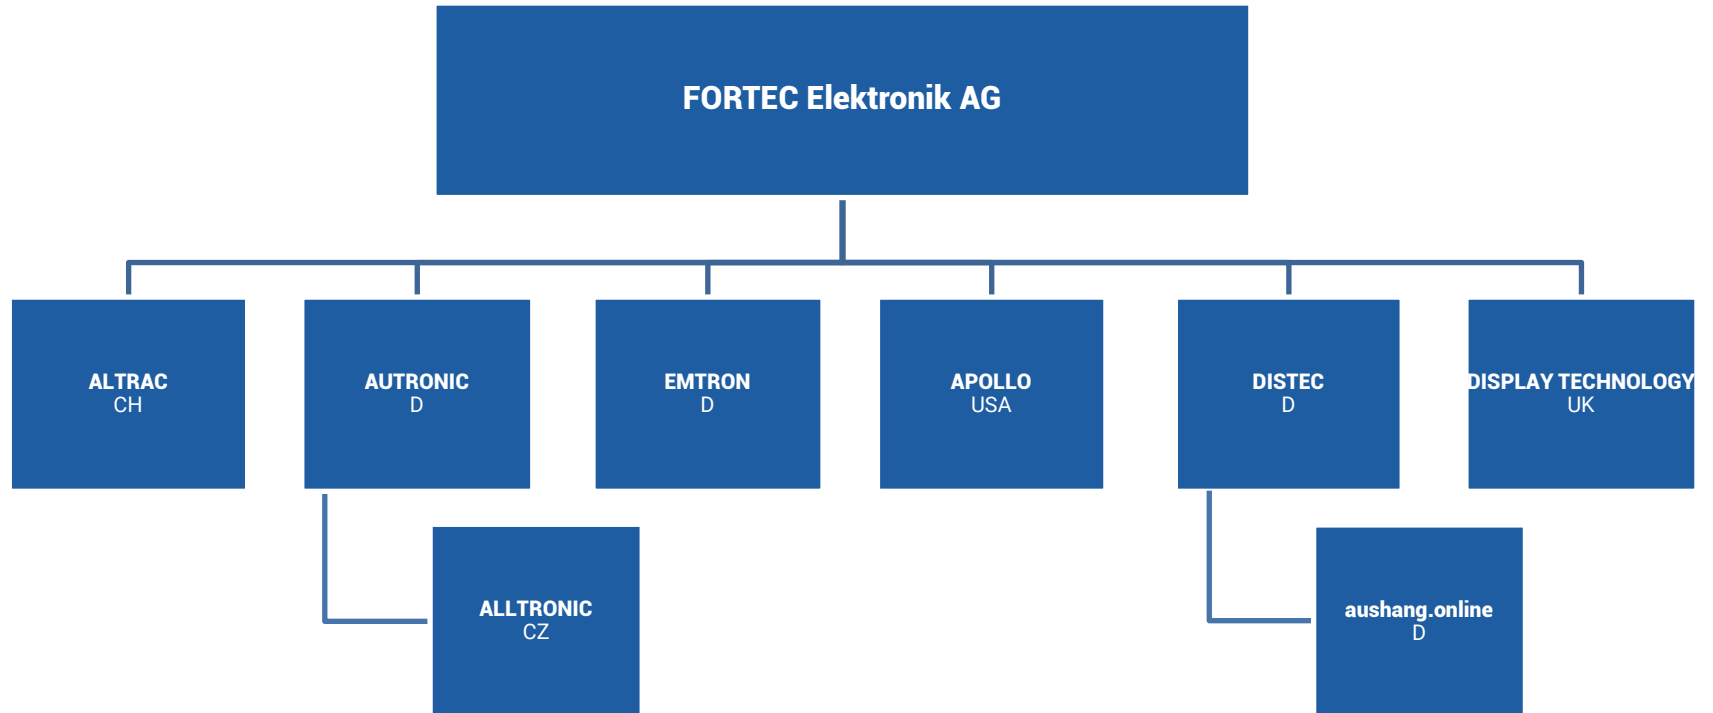 FORTEC Elektronik AG
ALTRAC
CH
AUTRONIC
D
EMTRON
D
APOLLO
USA
DISTEC
D
DISPLAY TECHNOLOGY
UK
ALLTRONIC
CZ
aushang.online
D